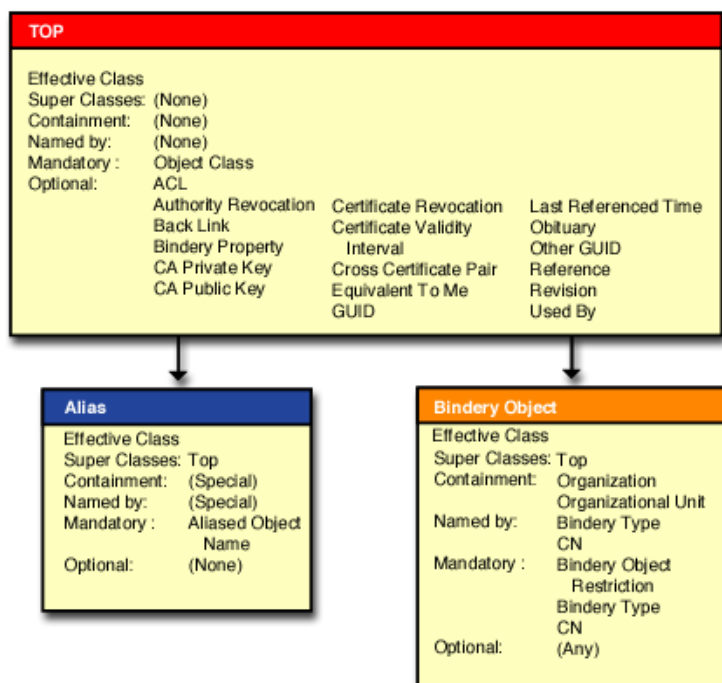 TOP
Effective Class
Super Classes: (None)
Containment: (None)
Named by: (None)
Mandatory : Object Class
Optional: ACL
Authority Revocation Certificate Revocation Last Referenced Time
Back Link Certificate Validity Obituary
Bindery Property Interval Other GUID
CA Private Key Cross Certificate Pair Reference
CA Public Key Equivalent To Me Revision
GUID Used By
Alias
Effective Class
Super Classes: Top
Containment: (Special)
Named by: (Special)
Mandatory : Aliased Object
Name
Optional: (None)
Bindery Object
Effective Class
Super Classes: Top
Containment: Organization
Organizational Unit
Named by: Bindery Type
CN
Mandatory : Bindery Object
Restriction
Bindery Type
CN
Optional: (Any)